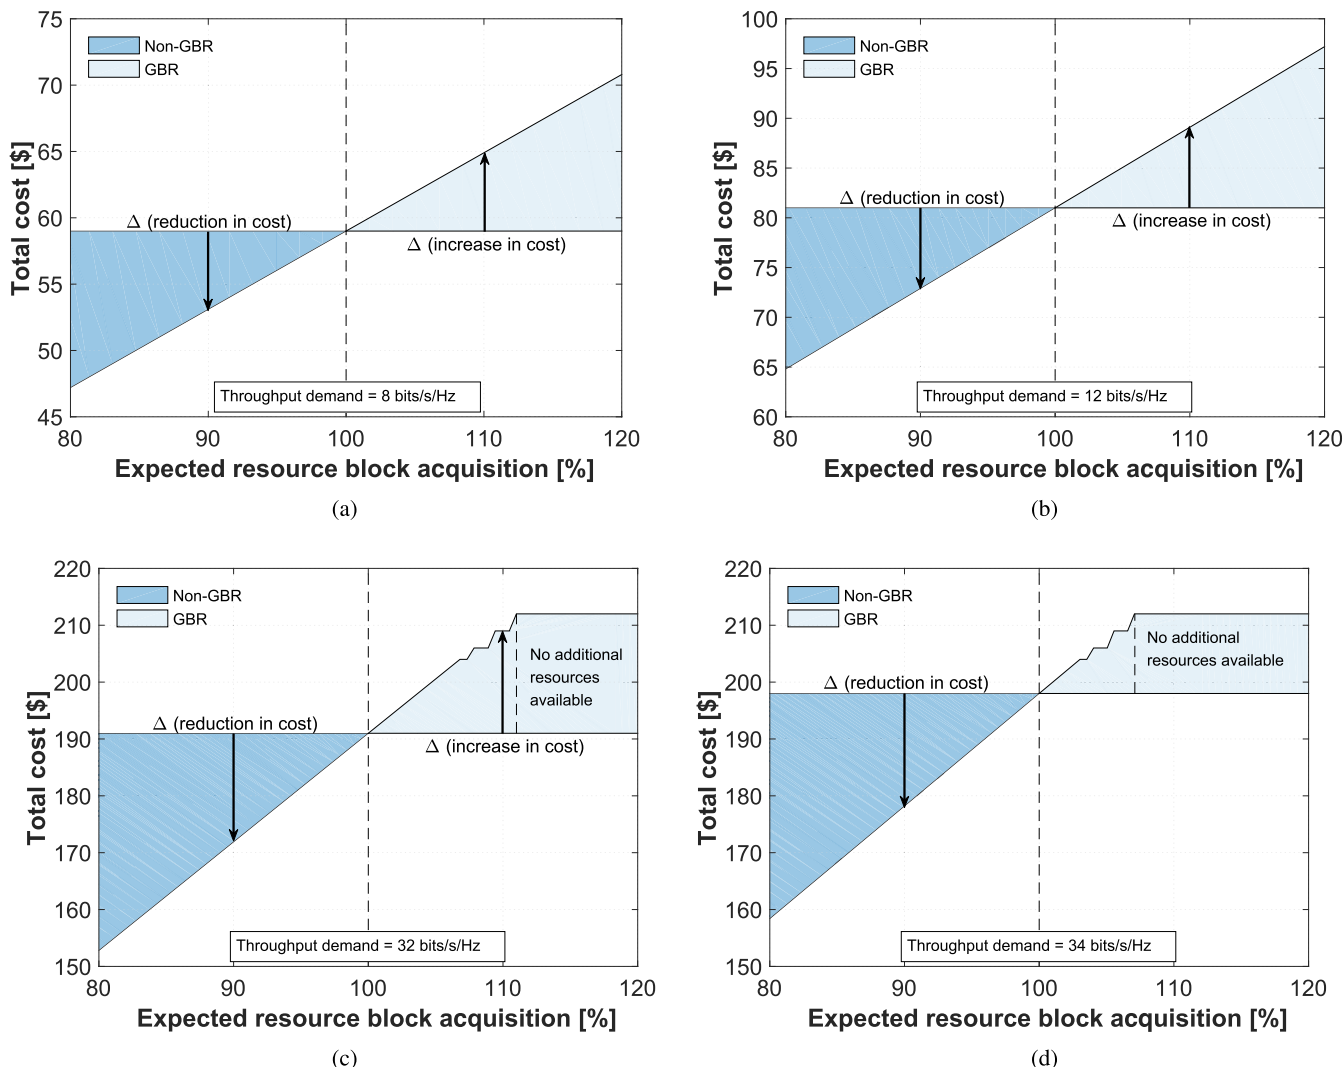 75
70
65
60
55
50
45
Total cost [$]
Non-GBR
GBR
Δ (reduction in cost)
Δ (increase in cost)
Throughput demand = 8 bits/s/Hz
80 90 100 110 120
Expected resource block acquisition [%]
(a)
100
95
90
85
80
75
70
65
60
Total cost [$]
Non-GBR
GBR
Δ (reduction in cost)
Δ (increase in cost)
Throughput demand = 12 bits/s/Hz
80 90 100 110 120
Expected resource block acquisition [%]
(b)
220
210
200
190
180
170
160
150
Total cost [$]
Non-GBR
GBR
No additional
resources
available
Δ (reduction in cost)
Δ (increase in cost)
Throughput demand = 32 bits/s/Hz
80 90 100 110 120
Expected resource block acquisition [%]
(c)
220
210
200
190
180
170
160
150
Total cost [$]
Non-GBR
GBR
No additional
resources available
Δ (reduction in cost)
Throughput demand = 34 bits/s/Hz
80 90 100 110 120
Expected resource block acquisition [%]
(d)